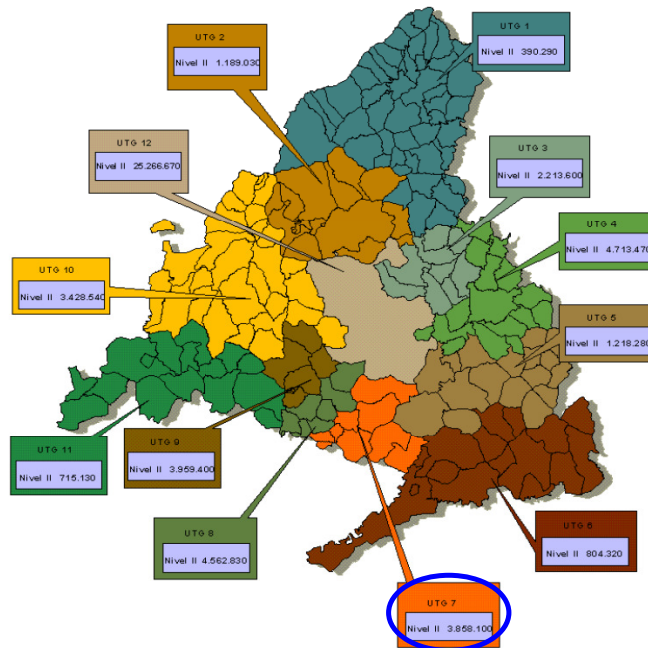 UTG 2
Nivel II 1.189.030
UTG 1
Nivel II 390.290
UTG 12
Nivel II 25.266.670
UTG 3
Nivel II 2.213.600
UTG 4
Nivel II 4.713.470
UTG 10
Nivel II 3.428.540
UTG 5
Nivel II 1.218.280
UTG 11
Nivel II 715.130
UTG 9
Nivel II 3.959.400
UTG 8
Nivel II 4.562.830
UTG 6
Nivel II 804.320
UTG 7
Nivel II 3.858.100